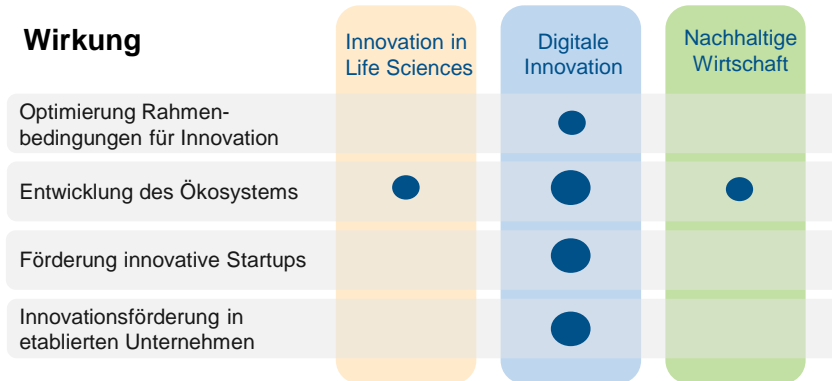 Wirkung
Innovation in
Life Sciences
Digitale
Innovation
Nachhaltige
Wirtschaft
Optimierung Rahmen-
bedingungen für Innovation
Entwicklung des Ökosystems
Förderung innovative Startups
Innovationsförderung in
etablierten Unternehmen